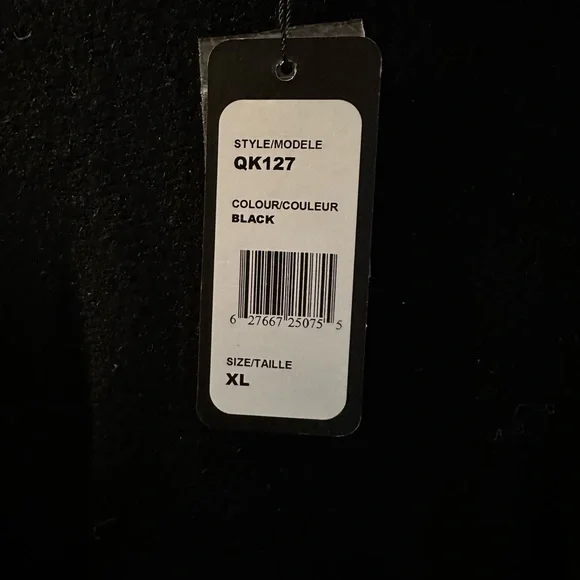 STYLE/MODELE
QK127
COLOUR/COULEUR
BLACK
6 27667 25075 5
SIZE/TAILLE
XL